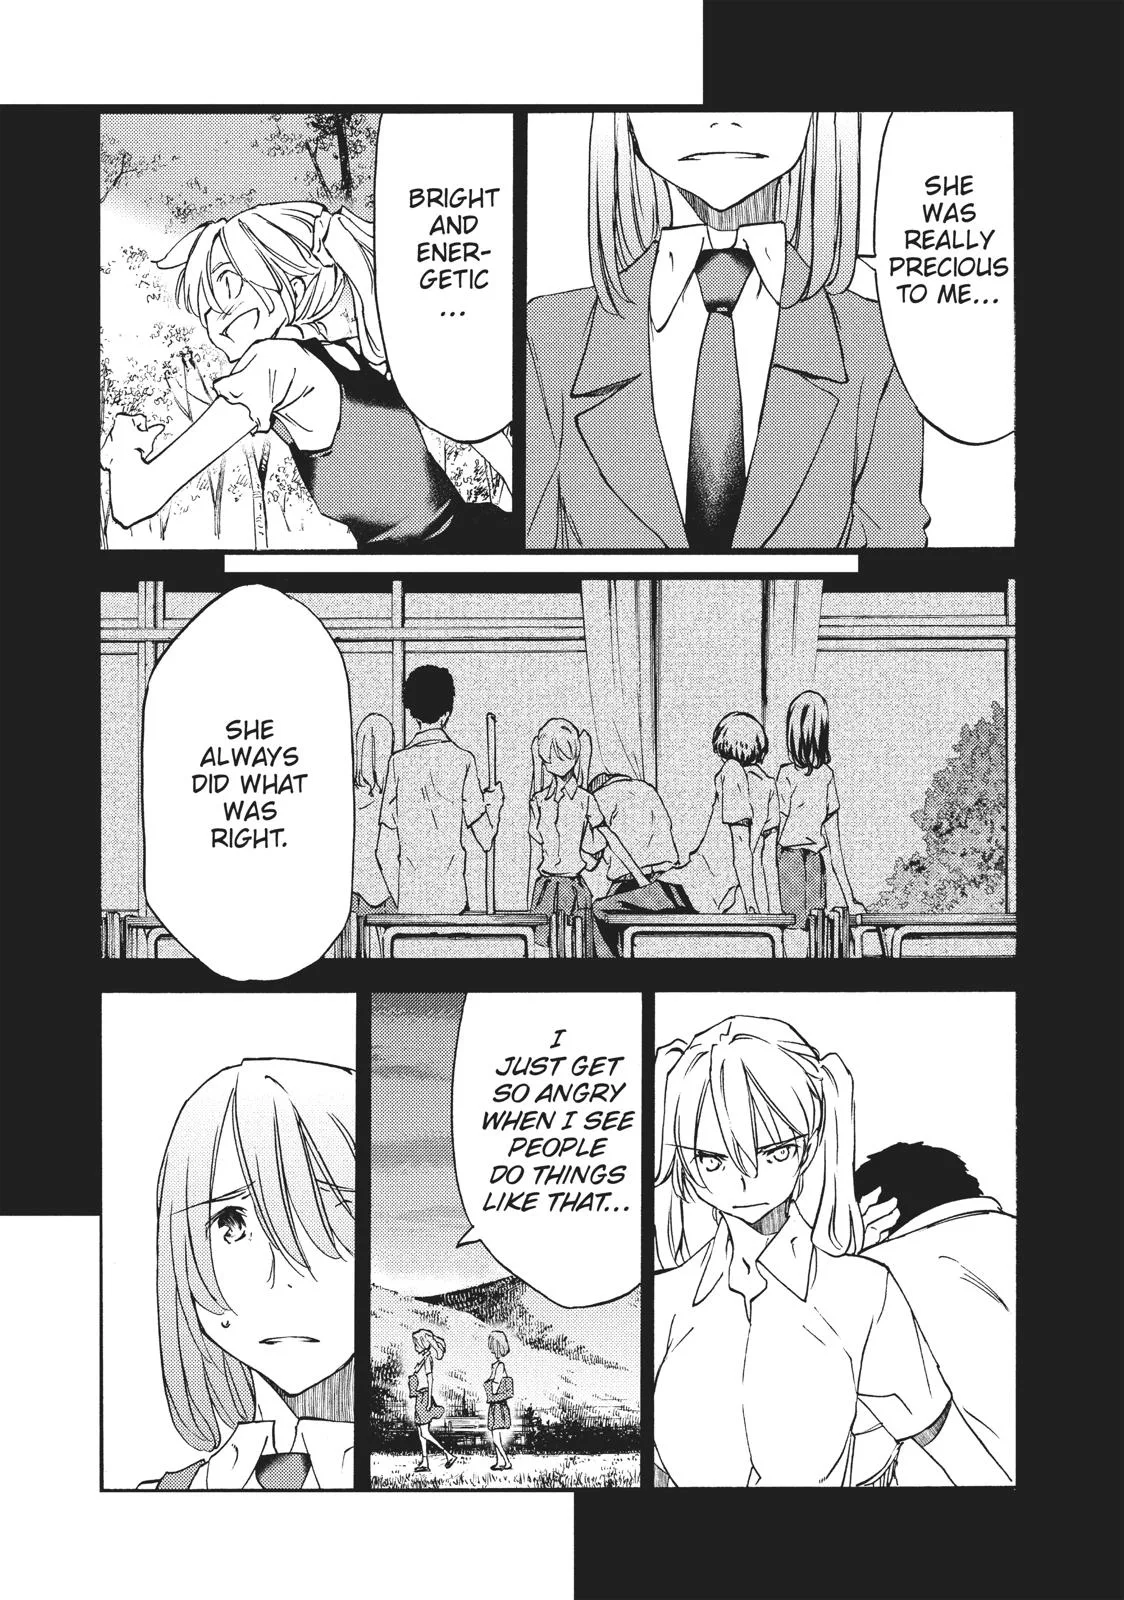 SHE
WAS
REALLY
PRECIOUS
TO ME...
BRIGHT
AND
ENER-
GETIC
...
SHE
ALWAYS
DID WHAT
WAS
RIGHT.
I
JUST GET
SO ANGRY
WHEN I SEE
PEOPLE
DO THINGS
LIKE THAT...